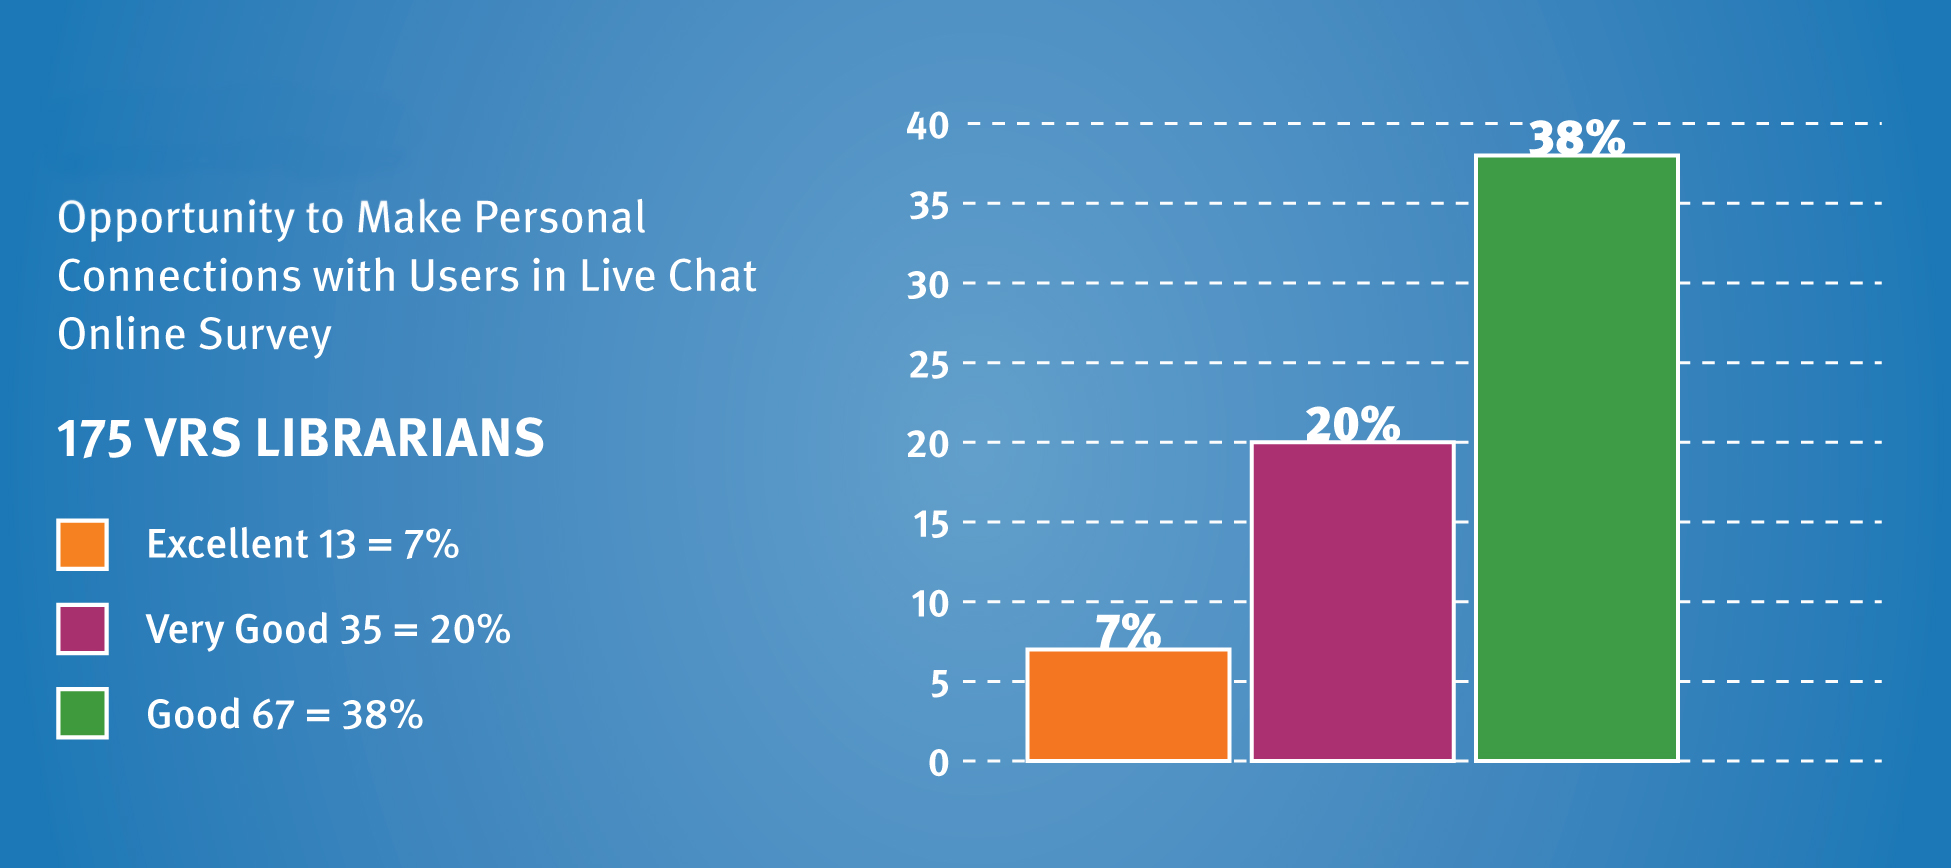 Opportunity to Make Personal
Connections with Users in Live Chat
Online Survey
175 VRS LIBRARIANS
Excellent 13 = 7%
Very Good 35 = 20%
Good 67 = 38%
40
35
30
25
20
15
10
5
0
7%
20%
38%